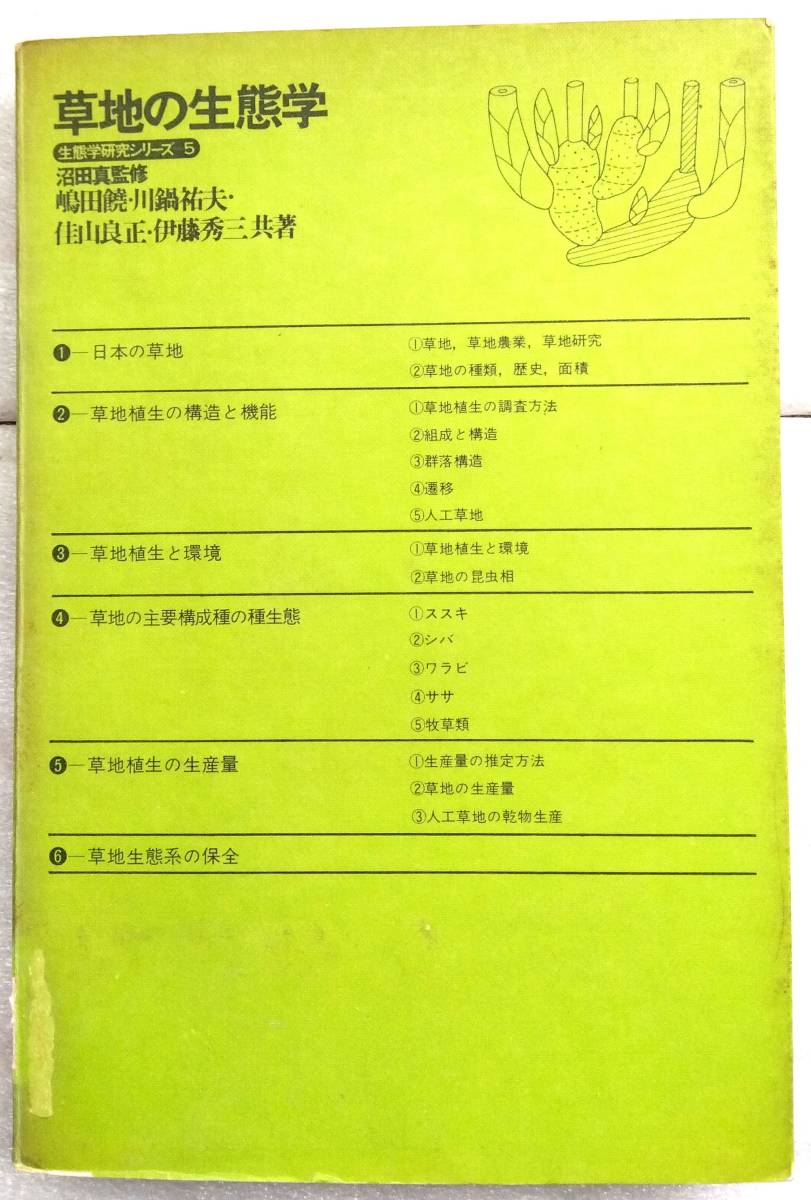 草地の生態学
生態学研究シリーズ 5
沼田真監修
嶋田饒・川鍋祐夫・
佳山良正・伊藤秀三共著
❶—日本の草地
①草地，草地農業，草地研究
②草地の種類，歴史，面積
❷—草地植生の構造と機能
①草地植生の調査方法
②組成と構造
③群落構造
④遷移
⑤人工草地
❸—草地植生と環境
①草地植生と環境
②草地の昆虫相
❹—草地の主要構成種の種生態
①ススキ
②シバ
③ワラビ
④ササ
⑤牧草類
❺—草地植生の生産量
①生産量の推定方法
②草地の生産量
③人工草地の乾物生産
❻—草地生態系の保全